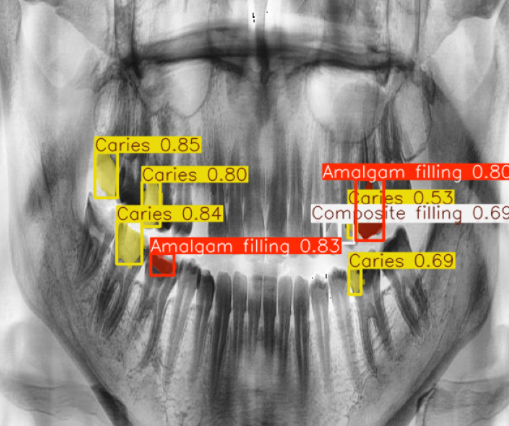 Caries 0.85
Caries 0.80
Amalgam filling 0.80
Caries 0.53
Caries 0.84
Composite filling 0.69
Amalgam filling 0.83
Caries 0.69